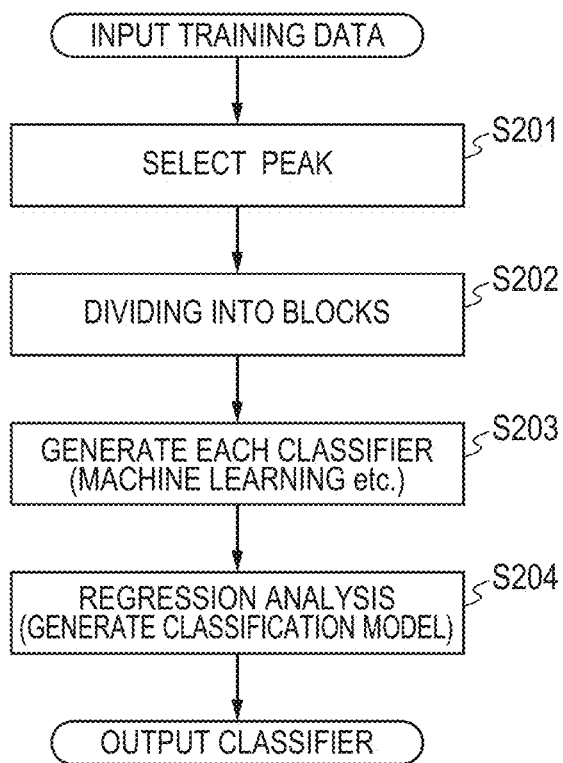 INPUT TRAINING DATA
S201
SELECT PEAK
S202
DIVIDING INTO BLOCKS
S203
GENERATE EACH CLASSIFIER
(MACHINE LEARNING etc.)
S204
REGRESSION ANALYSIS
(GENERATE CLASSIFICATION MODEL)
OUTPUT CLASSIFIER